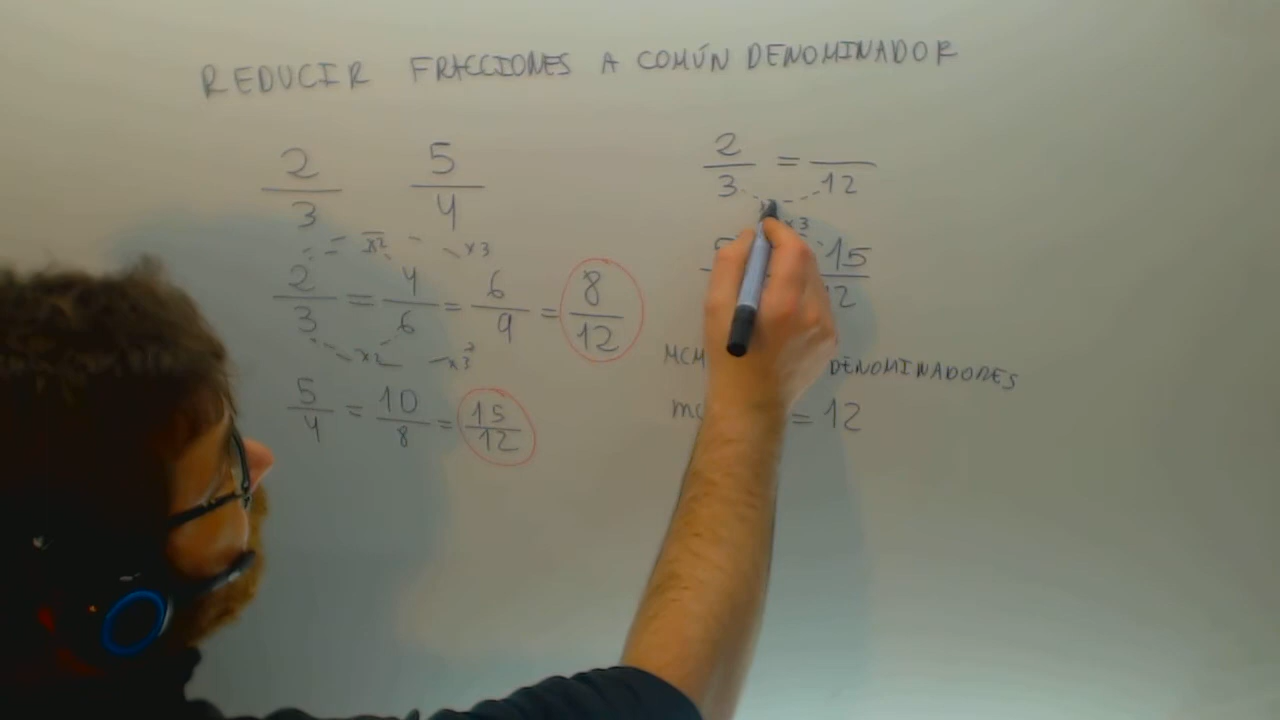 REDUCIR FRACCIONES A COMÚN DENOMINADOR
2/3 5/4
x2 x3
2/3 = 4/6 = 6/9 = 8/12
x2 x3
5/4 = 10/8 = 15/12
2/3 = /12
x3
15
MCM DENOMINADORES
= 12